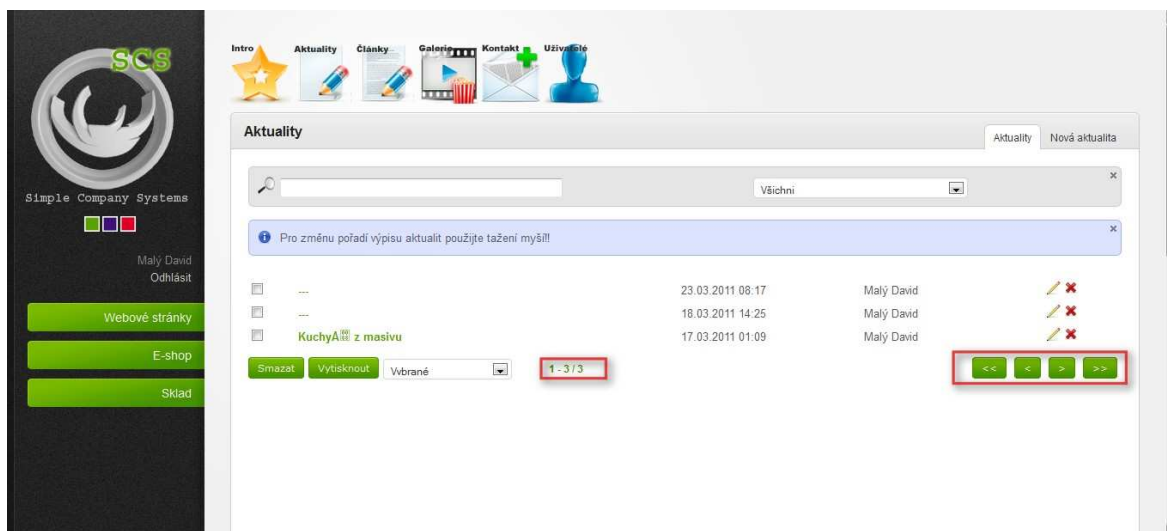 SCS
Simple Company Systems
Malý David
Odhlásit
Webové stránky
E-shop
Sklad
Intro Aktuality Články Galerie Kontakt Uživatelé
Aktuality
Aktuality Nová aktualita
Všichni
Pro změnu pořadí výpisu aktualit použijte tažení myší!!
--- 23.03.2011 08:17 Malý David
--- 18.03.2011 14:25 Malý David
KuchyA z masivu 17.03.2011 01:09 Malý David
Smazat Vytisknout Vybrané 1 - 3 / 3 << < > >>